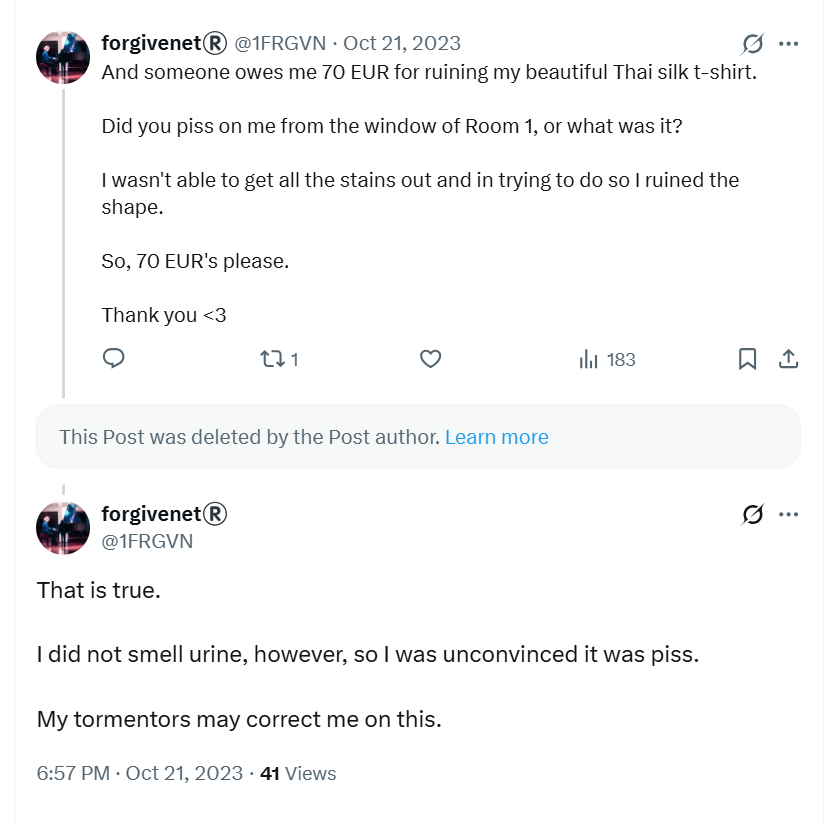 forgivenet®️ @1FRGVN · Oct 21, 2023
And someone owes me 70 EUR for ruining my beautiful Thai silk t-shirt.
Did you piss on me from the window of Room 1, or what was it?
I wasn't able to get all the stains out and in trying to do so I ruined the
shape.
So, 70 EUR's please.
Thank you <3
1
183
This Post was deleted by the Post author. Learn more
forgivenet®️
@1FRGVN
That is true.
I did not smell urine, however, so I was unconvinced it was piss.
My tormentors may correct me on this.
6:57 PM · Oct 21, 2023 · 41 Views